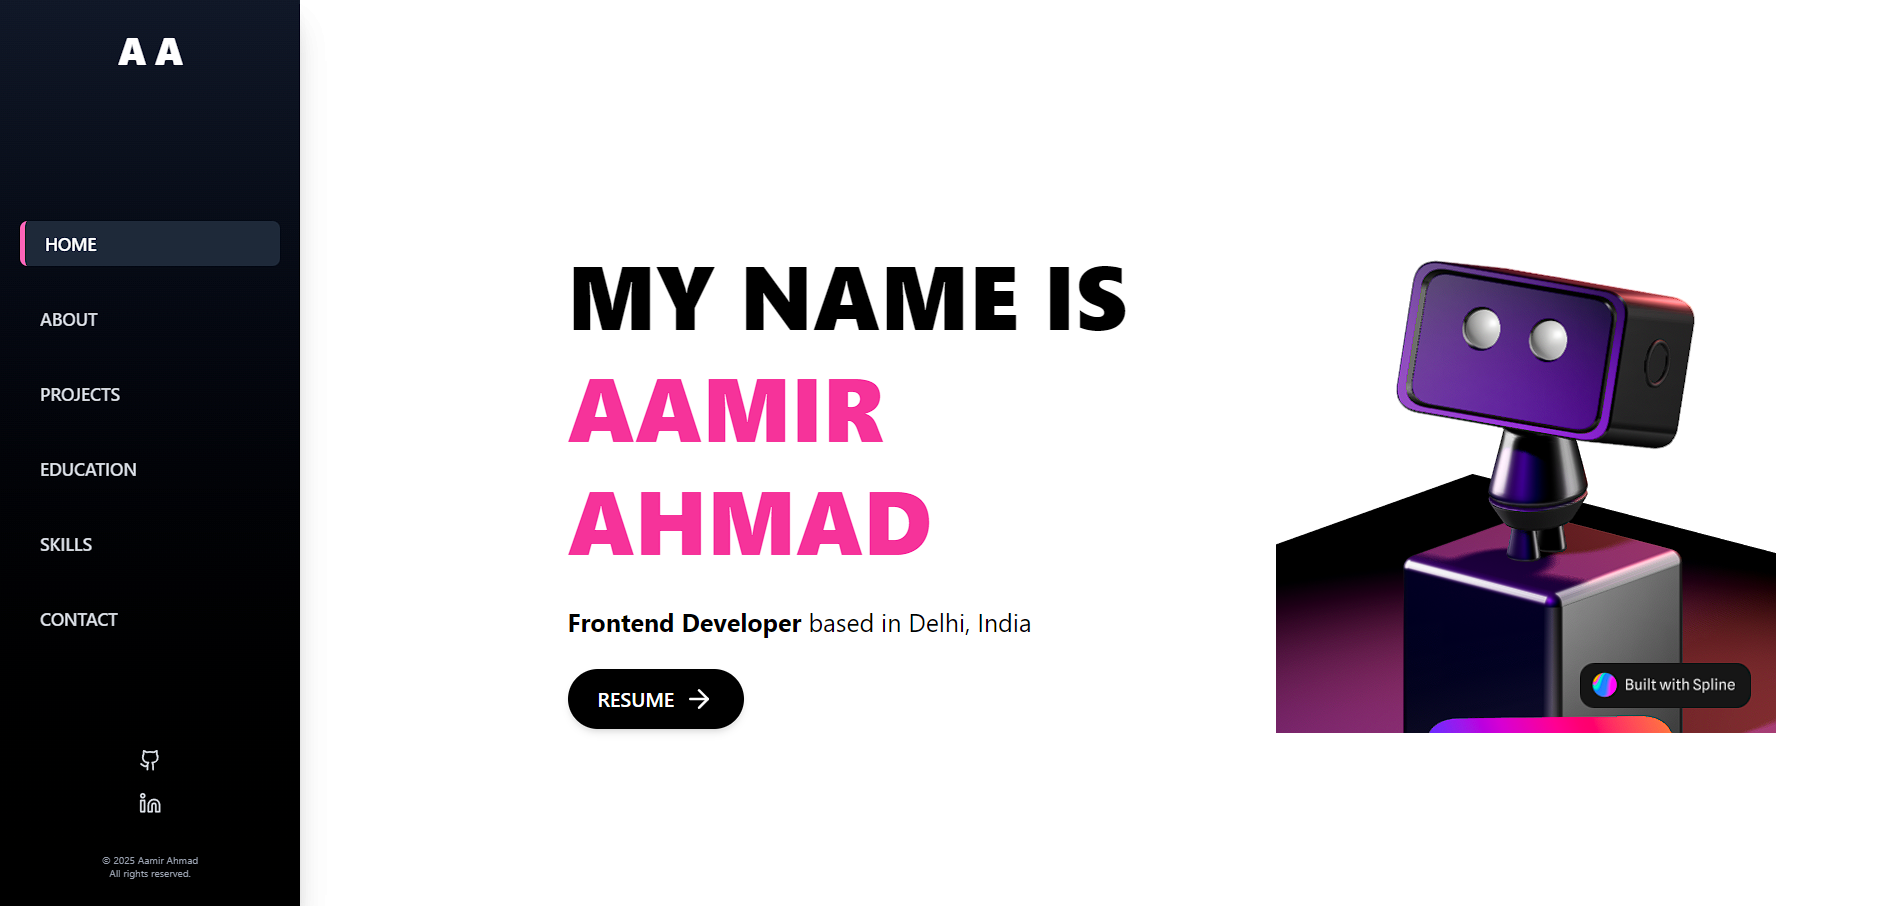 A A
HOME
ABOUT
PROJECTS
EDUCATION
SKILLS
CONTACT
© 2025 Aamir Ahmad
All rights reserved.
MY NAME IS
AAMIR
AHMAD
Frontend Developer based in Delhi, India
RESUME
Built with Spline